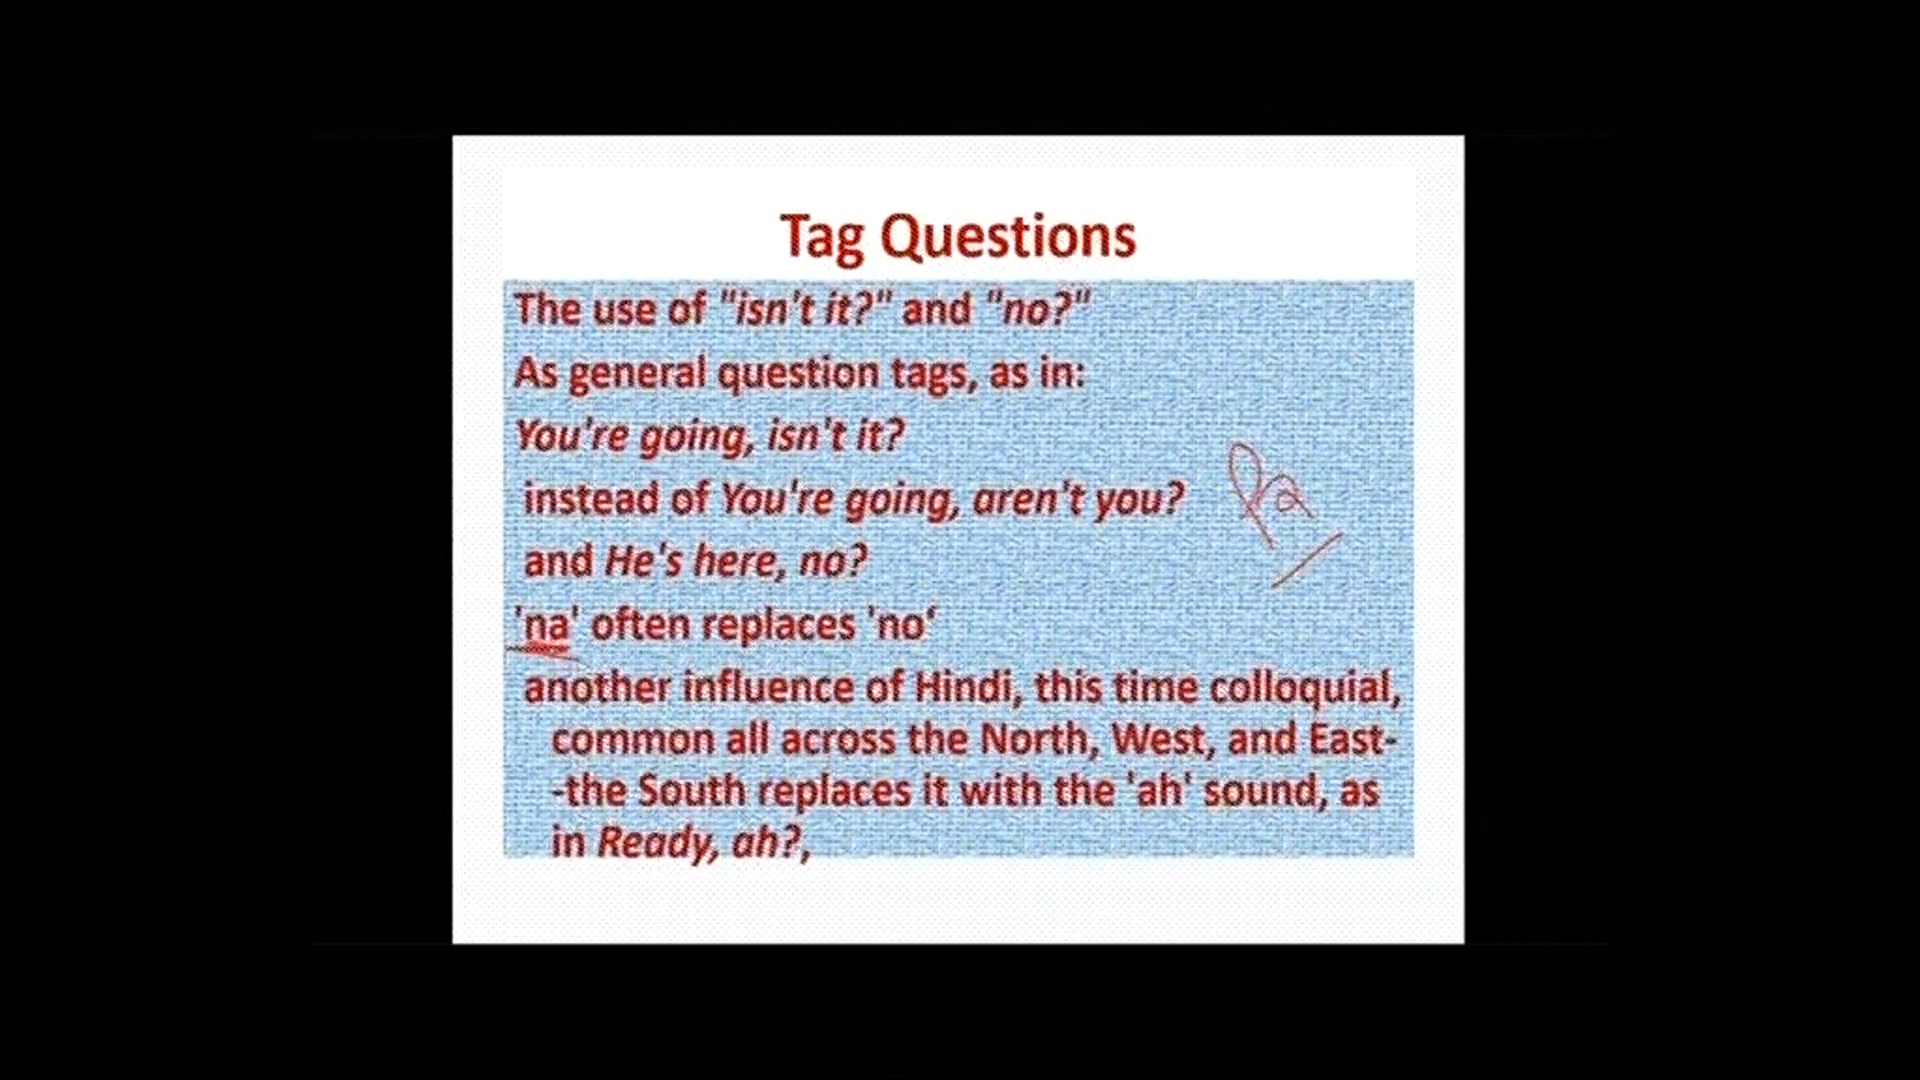 Tag Questions
The use of "isn't it?" and "no?"
As general question tags, as in:
You're going, isn't it?
instead of You're going, aren't you?
and He's here, no?
'na' often replaces 'no‘
another influence of Hindi, this time colloquial,
common all across the North, West, and East-
-the South replaces it with the 'ah' sound, as
in Ready, ah?,